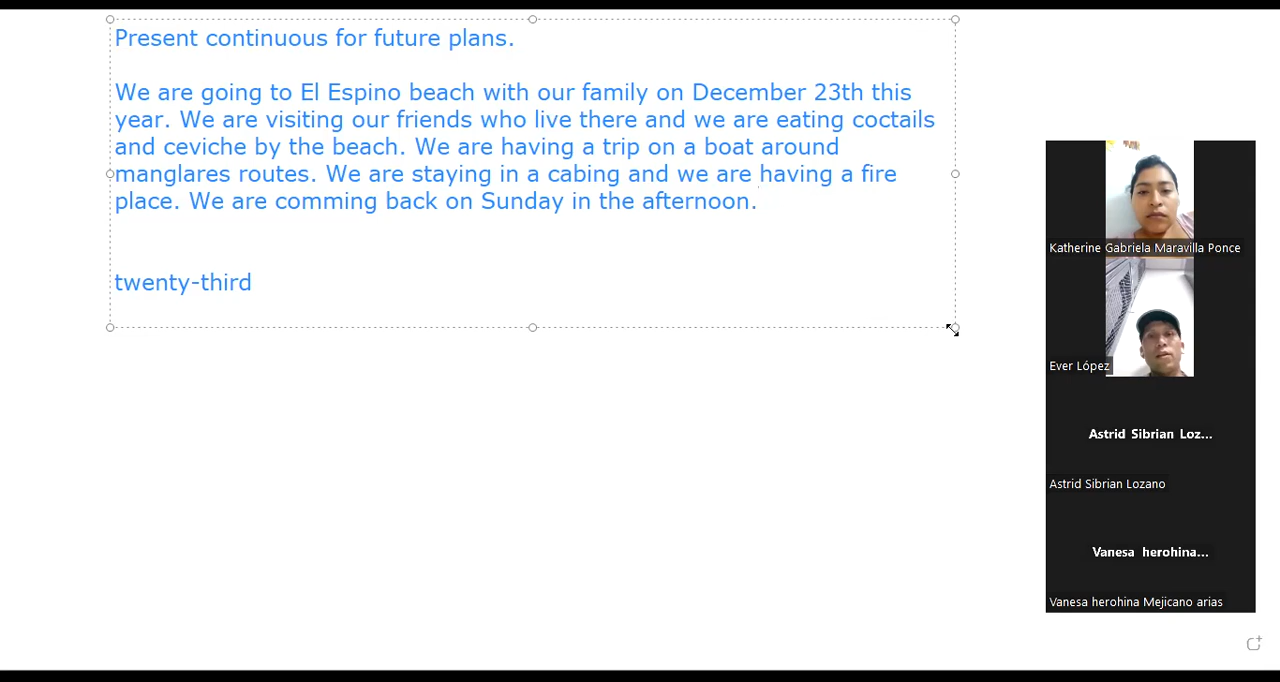 Present continuous for future plans.
We are going to El Espino beach with our family on December 23th this
year. We are visiting our friends who live there and we are eating coctails
and ceviche by the beach. We are having a trip on a boat around
manglares routes. We are staying in a cabing and we are having a fire
place. We are comming back on Sunday in the afternoon.
twenty-third
Katherine Gabriela Maravilla Ponce
Ever López
Astrid Sibrian Loz...
Astrid Sibrian Lozano
Vanesa herohina...
Vanesa herohina Mejicano arias